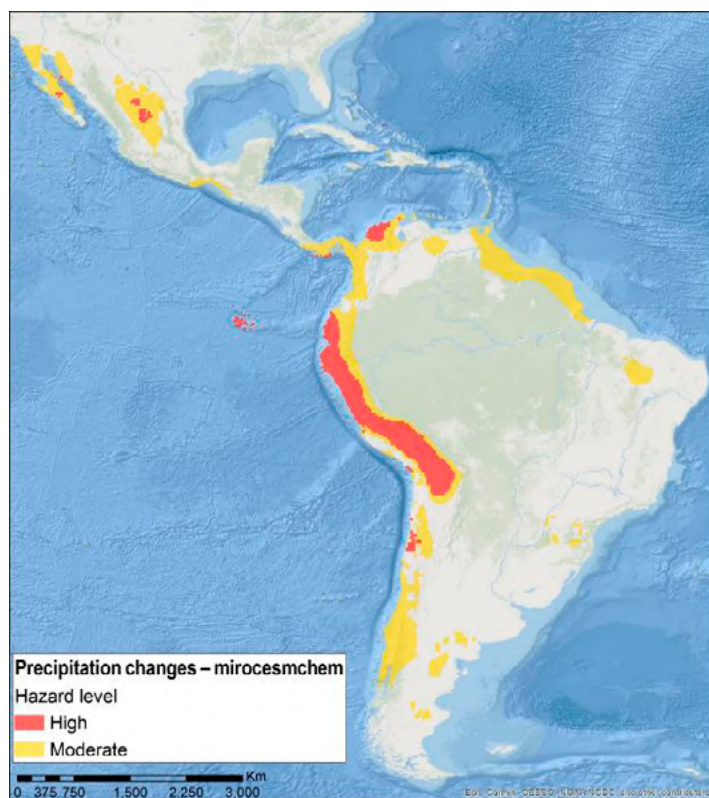 Precipitation changes – mirocesmchem
Hazard level
High
Moderate
Km
0 375 750 1,500 2,250 3,000